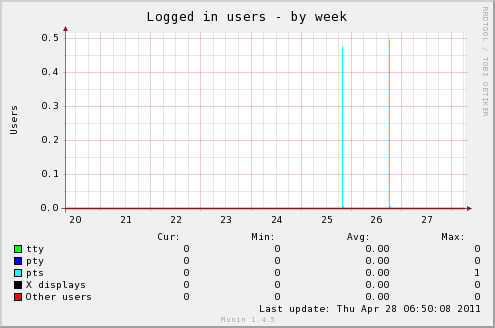 Logged in users - by week
RRDTOOL / TOBI OETIKER
Users
0.5
0.4
0.3
0.2
0.1
0.0
20 21 22 23 24 25 26 27
Cur: Min: Avg: Max:
tty 0 0 0.00 0
pty 0 0 0.00 0
pts 0 0 0.00 1
X displays 0 0 0.00 0
Other users 0 0 0.00 0
Last update: Thu Apr 28 06:50:08 2011
Munin 1.4.5